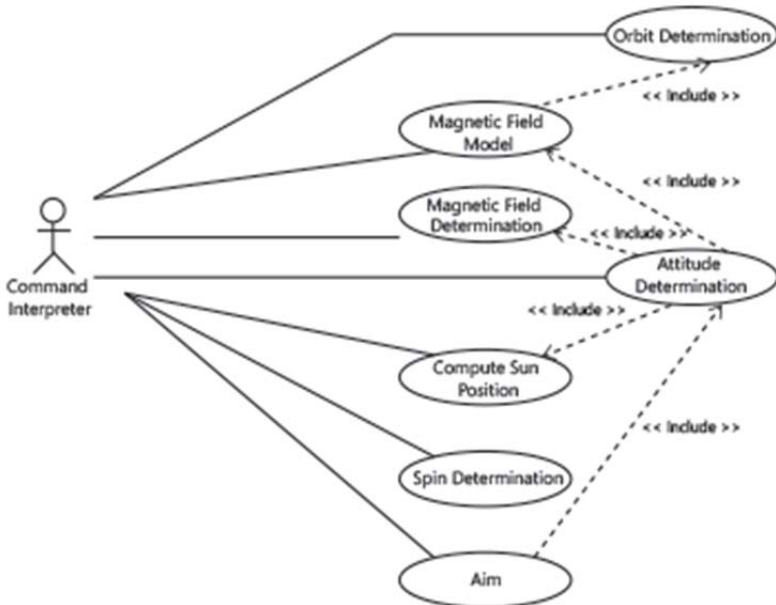 Orbit Determination
<< Include >>
Magnetic Field
Model
<< Include >>
Magnetic Field
Determination
<< Include >>
Attitude
Determination
Command
Interpreter
<< Include >>
Compute Sun
Position
<< Include >>
Spin Determination
Aim